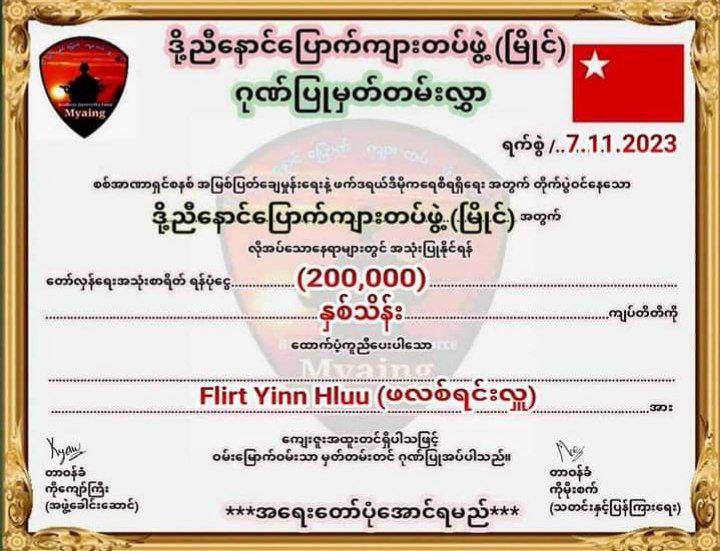 ဒို့ညီနောင်ပြောက်ကျားတပ်ဖွဲ့ (မြိုင်)
ဂုဏ်ပြုမှတ်တမ်းလွှာ
Myaing
ရက်စွဲ /..7.11.2023
စစ်အာဏာရှင်စနစ် အမြစ်ပြတ်ချေမှုန်းရေးနဲ့ ဖက်ဒရယ်ဒီမိုကရေစီရရှိရေး အတွက် တိုက်ပွဲဝင်နေသော
ဒို့ညီနောင်ပြောက်ကျားတပ်ဖွဲ့ (မြိုင်) အတွက်
လိုအပ်သောနေရာများတွင် အသုံးပြုနိုင်ရန်
တော်လှန်ရေးအသုံးစာရိတ် ရန်ပုံငွေ (200,000)
နှစ်သိန်း ကျပ်တိတိကို
ထောက်ပံ့ကူညီပေးပါသော
Myaing
Flirt Yinn Hluu (ဖလစ်ရင်းလှူ) အား
ကျေးဇူးအထူးတင်ရှိပါသဖြင့်
ဝမ်းမြောက်ဝမ်းသာ မှတ်တမ်းတင် ဂုဏ်ပြုအပ်ပါသည်။
တာဝန်ခံ
ကိုကျော်ကြီး
(အဖွဲ့ခေါင်းဆောင်)
တာဝန်ခံ
ကိုမိုးစက်
(သတင်းနှင့်ပြန်ကြားရေး)
***အရေးတော်ပုံအောင်ရမည်***